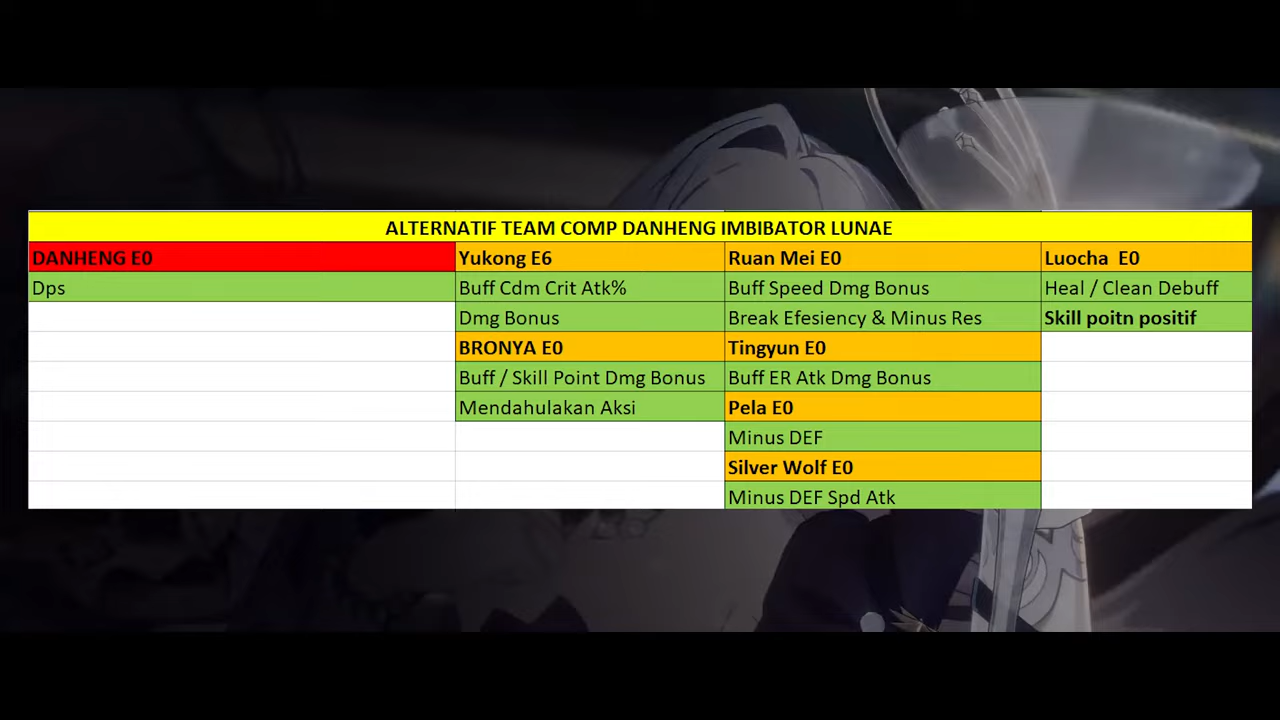 ALTERNATIF TEAM COMP DANHENG IMBIBATOR LUNAE
DANHENG E0 Yukong E6 Ruan Mei E0 Luocha E0
Dps Buff Cdm Crit Atk% Buff Speed Dmg Bonus Heal / Clean Debuff
Dmg Bonus Break Efesiency & Minus Res Skill poitn positif
BRONYA E0 Tingyun E0
Buff / Skill Point Dmg Bonus Buff ER Atk Dmg Bonus
Mendahulakan Aksi Pela E0
Minus DEF
Silver Wolf E0
Minus DEF Spd Atk